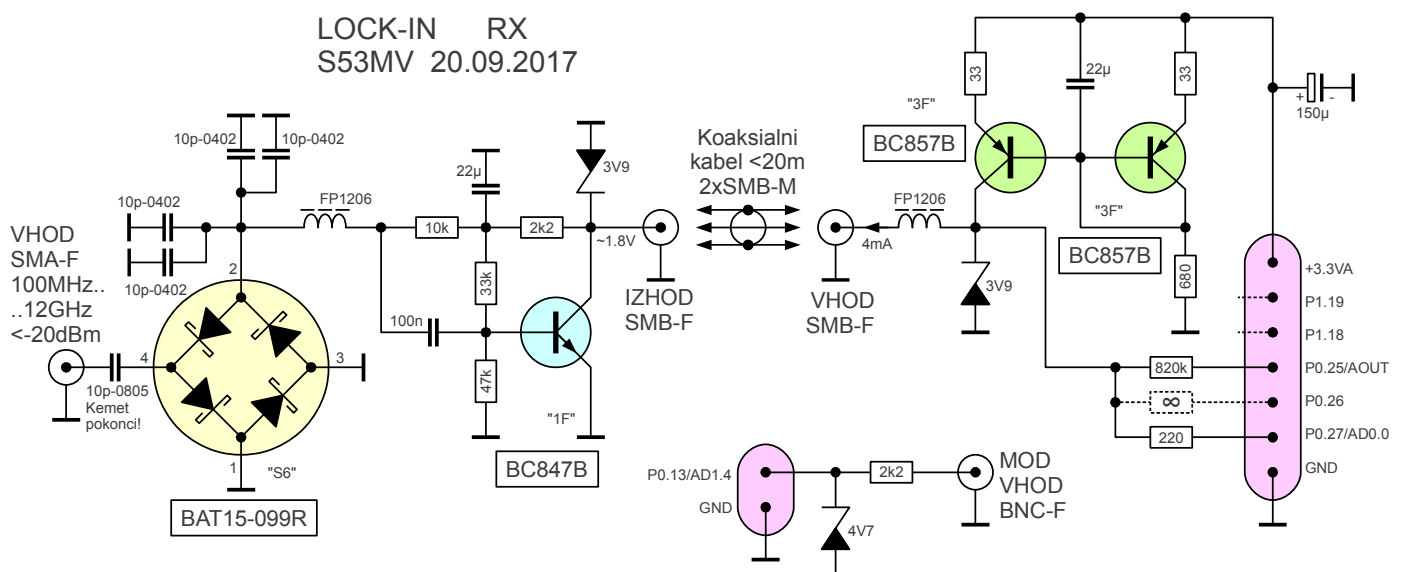 LOCK-IN RX
S53MV 20.09.2017
10p-0402
10p-0402
10p-0402
10p-0402
VHOD
SMA-F
100MHz..
..12GHz
<-20dBm
10p-0805
Kemet
pokonci!
2
4
3
1
"S6"
BAT15-099R
FP1206
100n
10k
22µ
33k
47k
2k2
3V9
~1.8V
"1F"
BC847B
IZHOD
SMB-F
Koaksialni
kabel <20m
2xSMB-M
VHOD
SMB-F
4mA
FP1206
3V9
33
"3F"
BC857B
22µ
33
"3F"
BC857B
680
+
-
150µ
+3.3VA
P1.19
P1.18
820k
P0.25/AOUT
∞
P0.26
220
P0.27/AD0.0
GND
P0.13/AD1.4
GND
2k2
4V7
MOD
VHOD
BNC-F